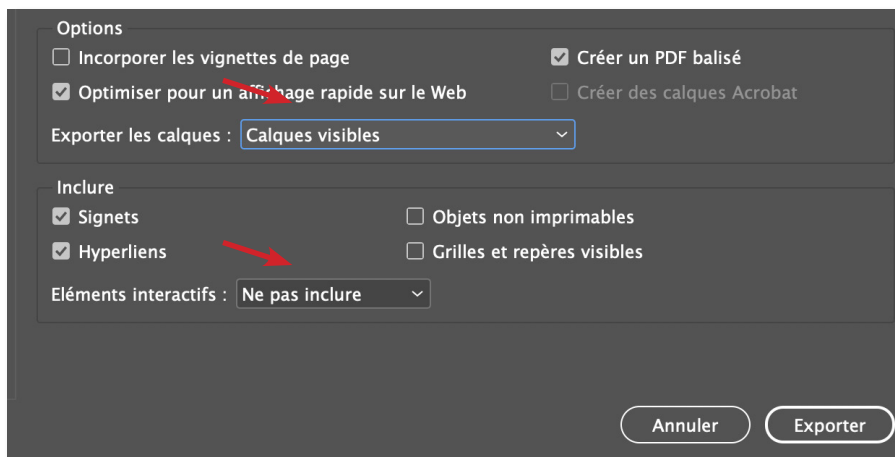 Options
Incorporer les vignettes de page
Créer un PDF balisé
Optimiser pour un affichage rapide sur le Web
Créer des calques Acrobat
Exporter les calques : Calques visibles
Inclure
Signets
Objets non imprimables
Hyperliens
Grilles et repères visibles
Eléments interactifs : Ne pas inclure
Annuler
Exporter